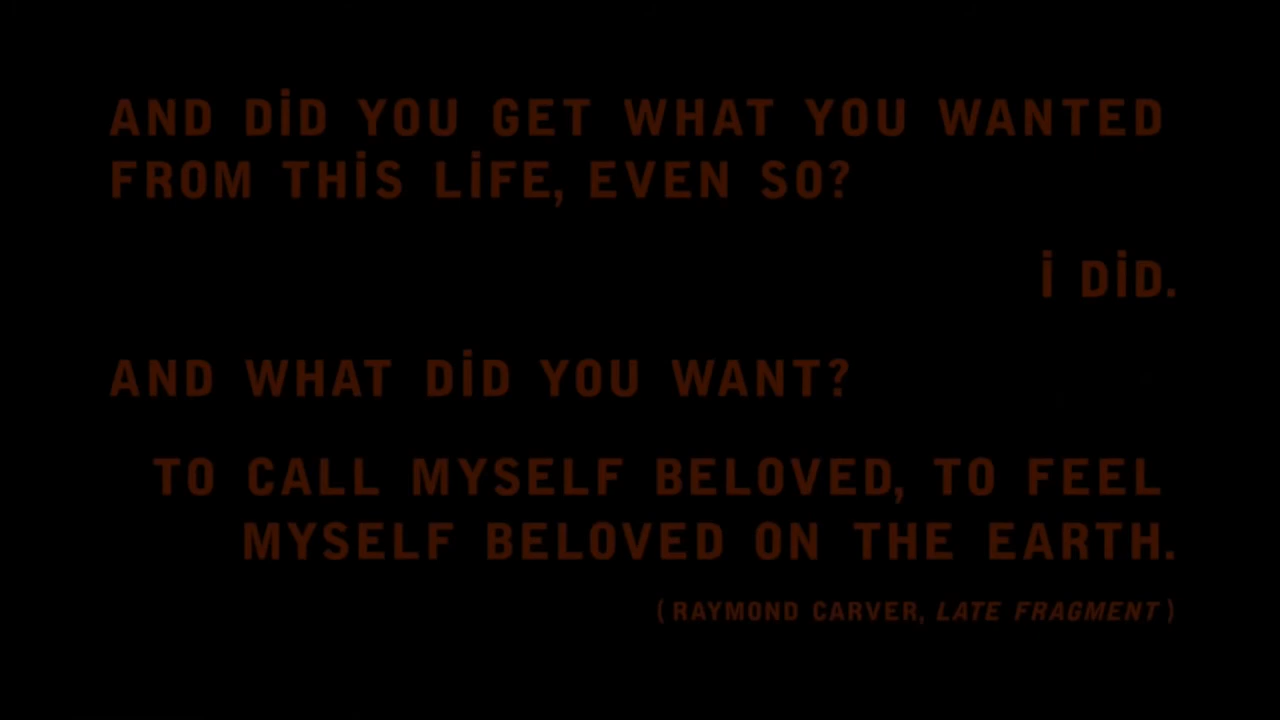 AND DİD YOU GET WHAT YOU WANTED
FROM THİS LİFE, EVEN SO?
İ DİD.
AND WHAT DİD YOU WANT?
TO CALL MYSELF BELOVED, TO FEEL
MYSELF BELOVED ON THE EARTH.
(RAYMOND CARVER, LATE FRAGMENT)